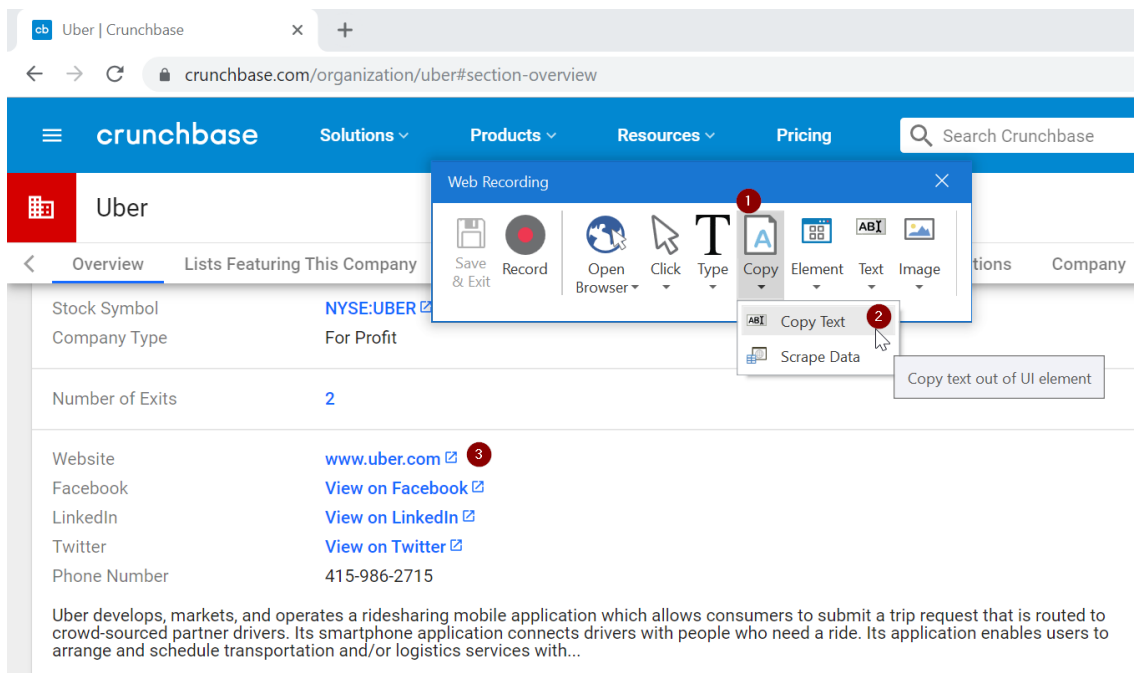 cb Uber | Crunchbase
crunchbase.com/organization/uber#section-overview
crunchbase Solutions Products Resources Pricing Search Crunchbase
Web Recording
1
Uber
Save & Exit Record Open Browser Click Type Copy Element Text Image
Overview Lists Featuring This Company tions Company
Stock Symbol NYSE:UBER
Copy Text 2
Company Type For Profit
Scrape Data
Copy text out of UI element
Number of Exits 2
Website www.uber.com 3
Facebook View on Facebook
LinkedIn View on LinkedIn
Twitter View on Twitter
Phone Number 415-986-2715
Uber develops, markets, and operates a ridesharing mobile application which allows consumers to submit a trip request that is routed to
crowd-sourced partner drivers. Its smartphone application connects drivers with people who need a ride. Its application enables users to
arrange and schedule transportation and/or logistics services with...